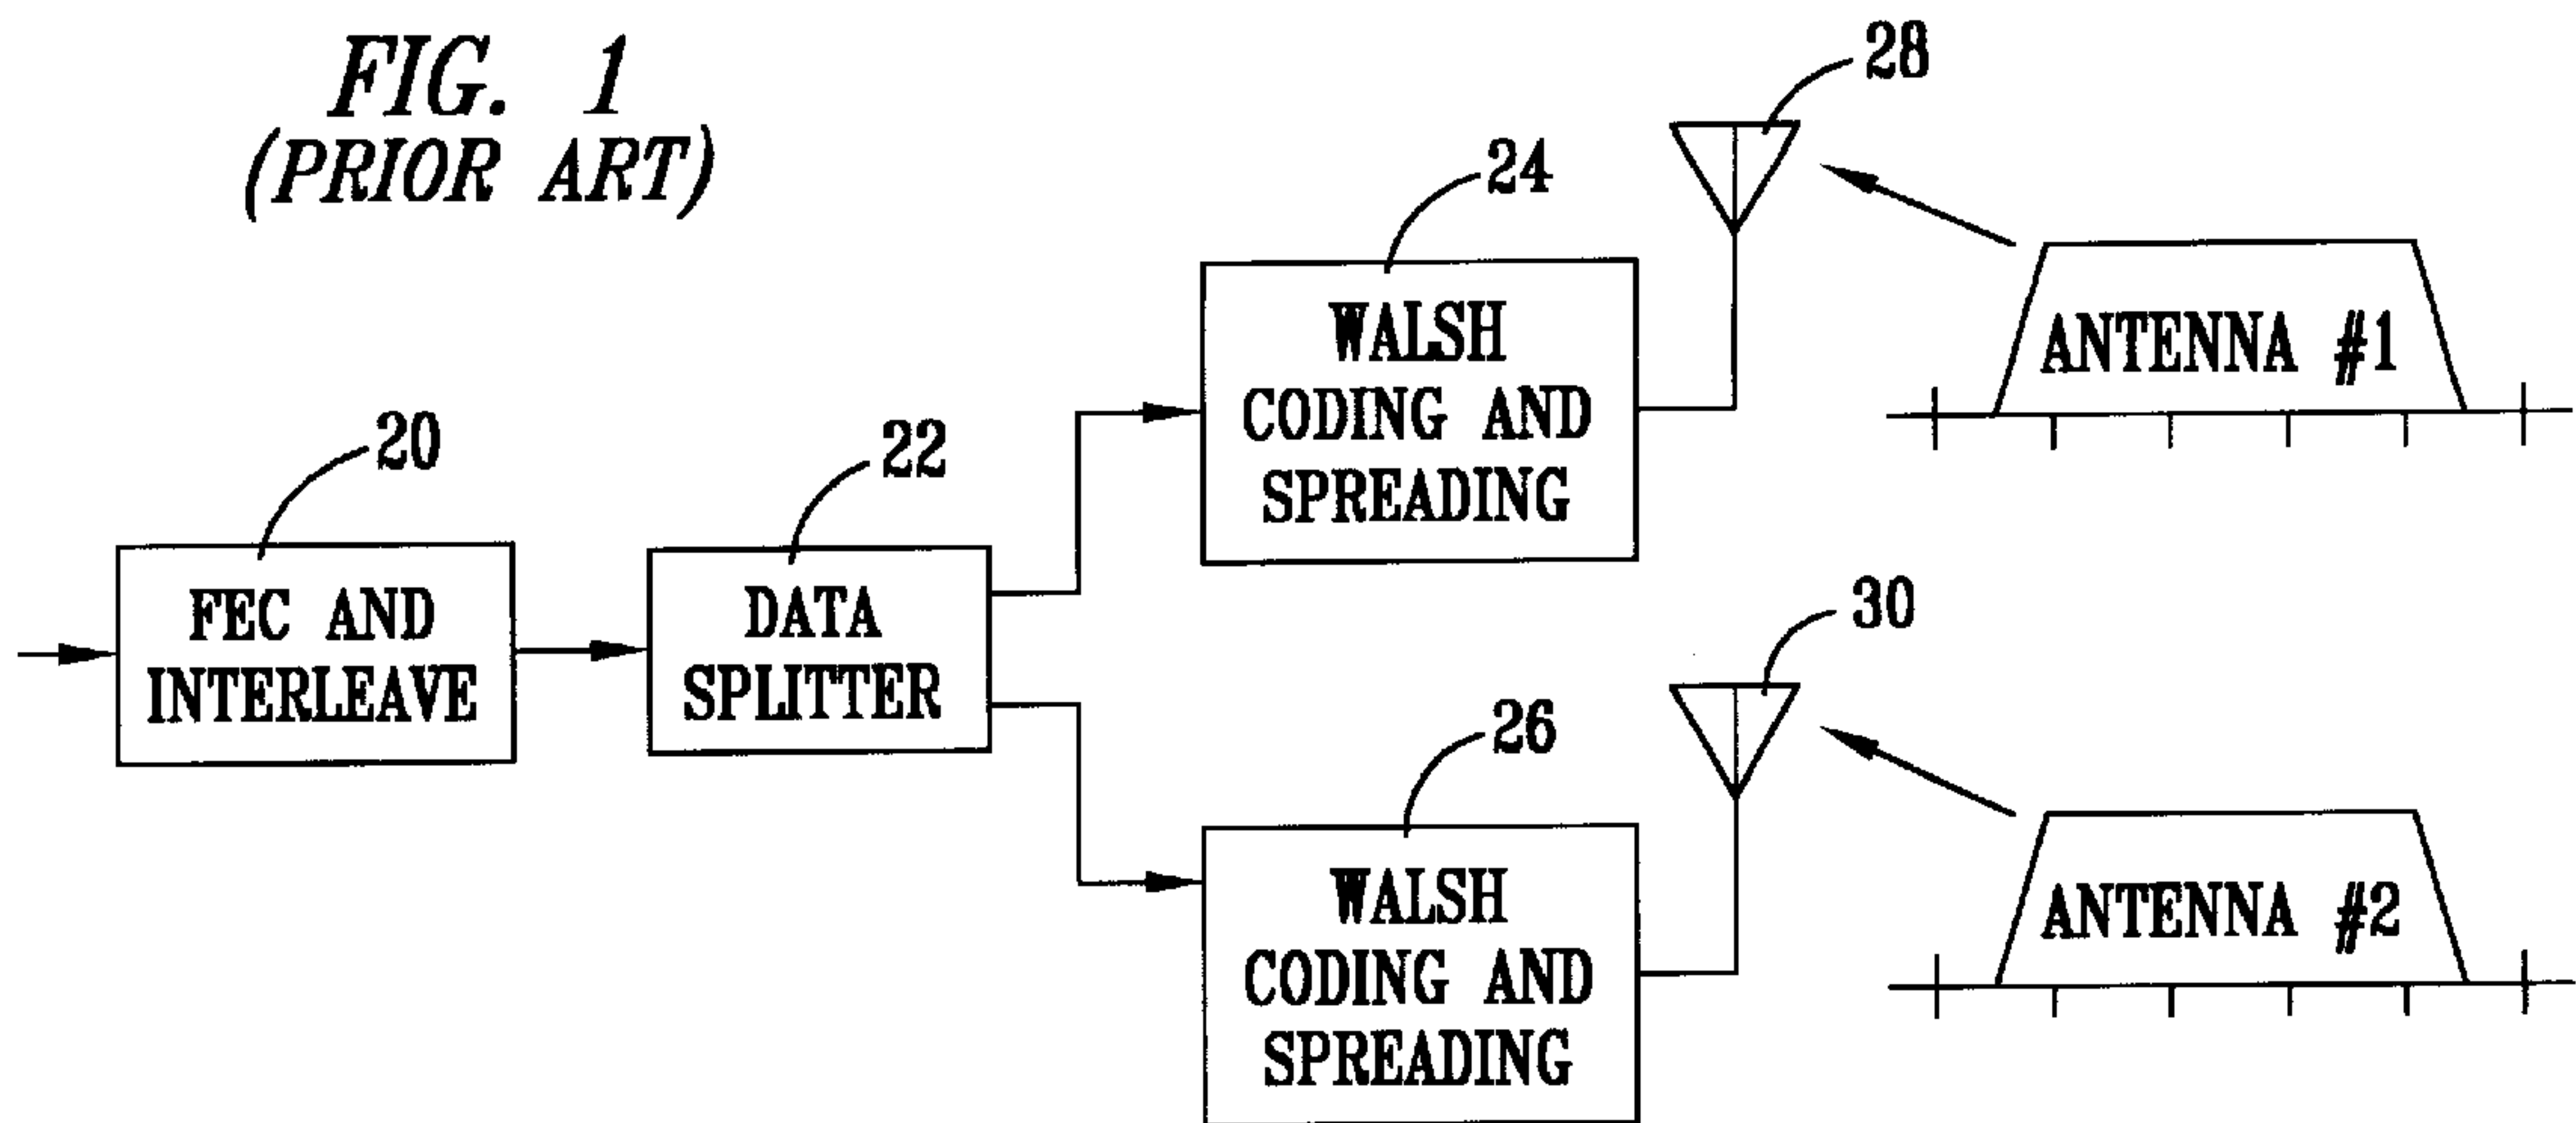 FIG. 1
(PRIOR ART)
28
24
WALSH
CODING AND
SPREADING
ANTENNA #1
20
22
FEC AND
INTERLEAVE
DATA
SPLITTER
30
26
WALSH
CODING AND
SPREADING
ANTENNA #2